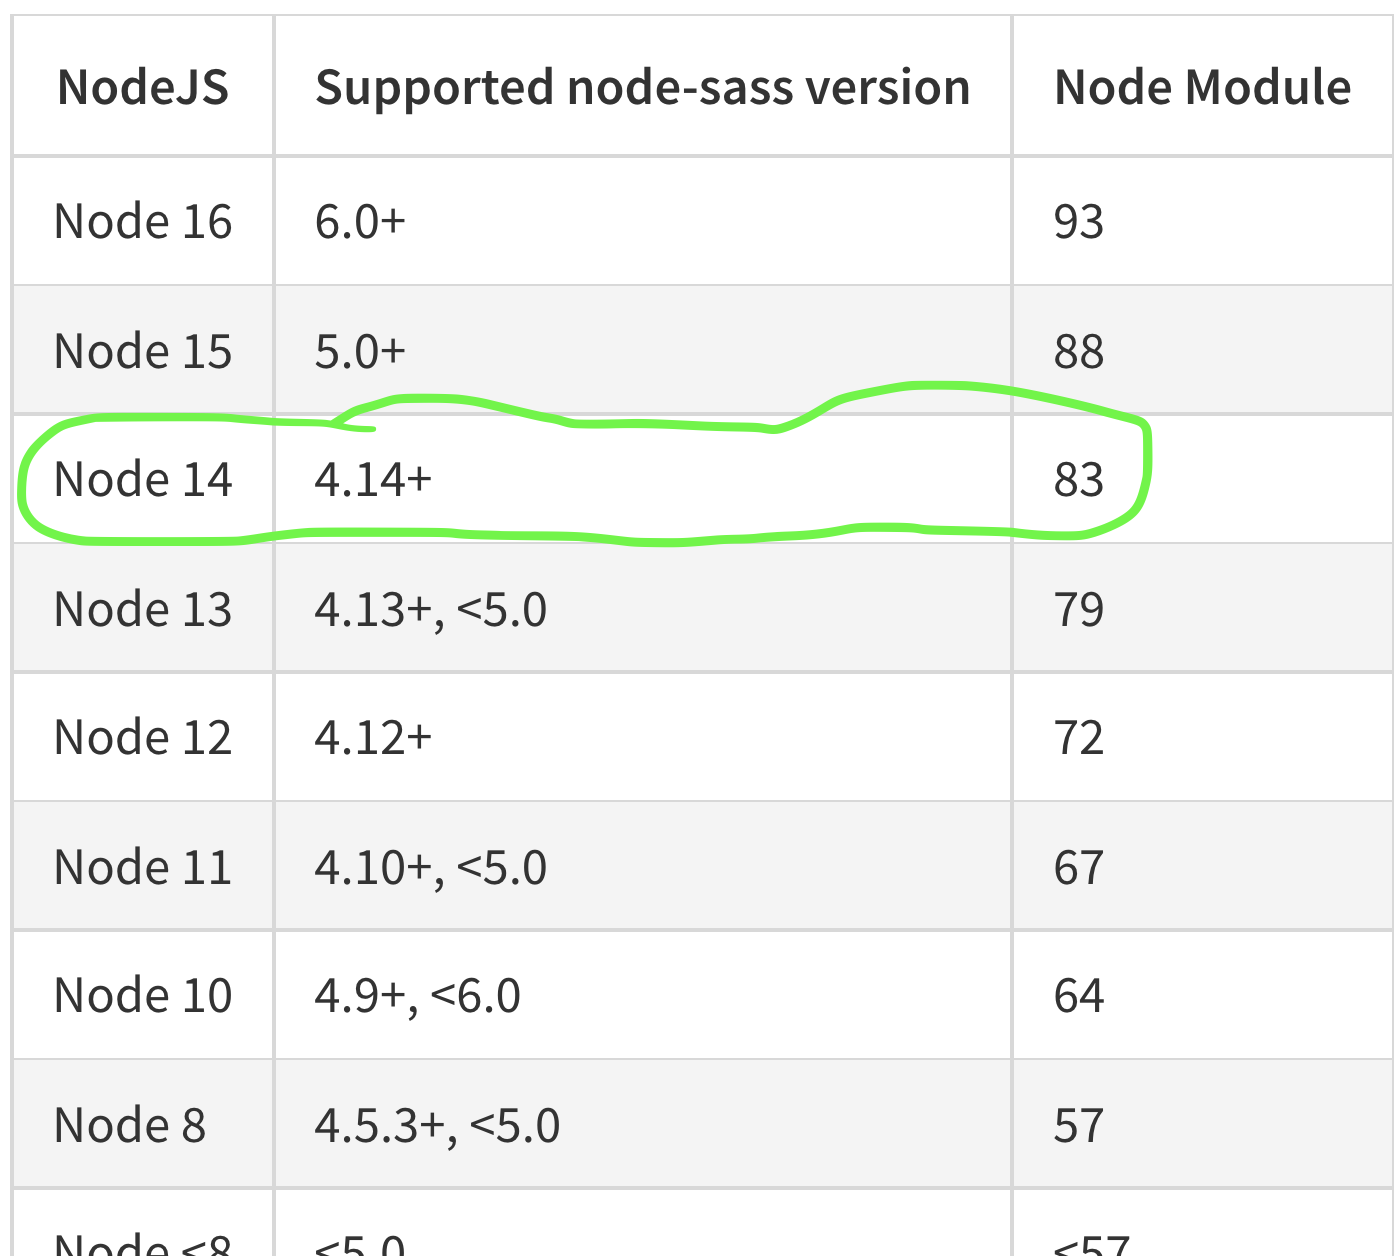 NodeJS Supported node-sass version Node Module
Node 16 6.0+ 93
Node 15 5.0+ 88
Node 14 4.14+ 83
Node 13 4.13+, <5.0 79
Node 12 4.12+ 72
Node 11 4.10+, <5.0 67
Node 10 4.9+, <6.0 64
Node 8 4.5.3+, <5.0 57
Node <8 <5.0 <57